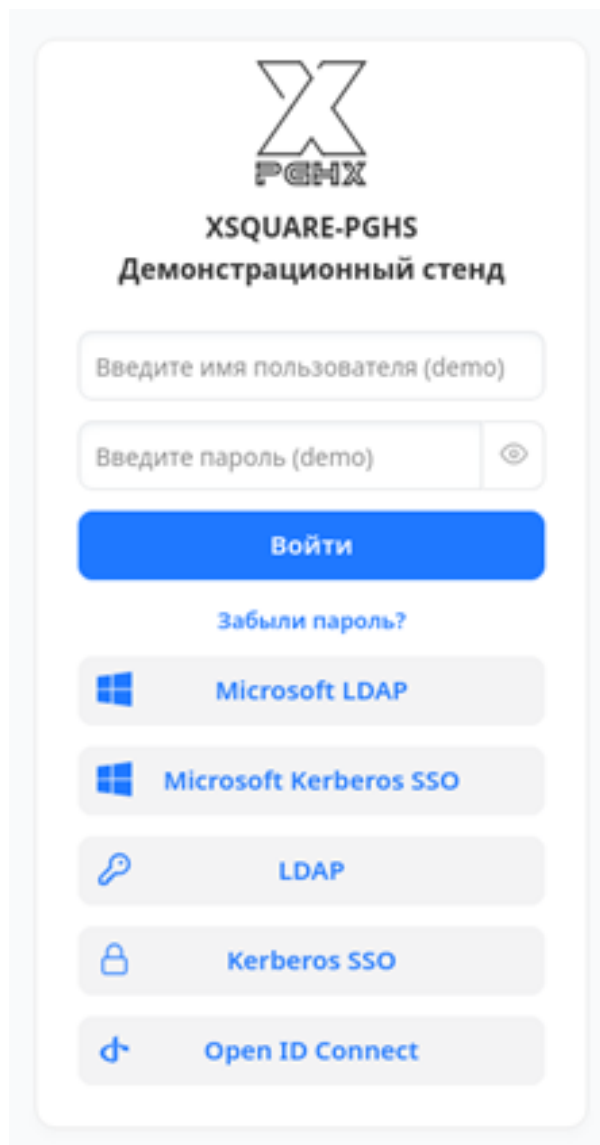 PGHX
XSQUARE-PGHS
Демонстрационный стенд
Введите имя пользователя (demo)
Введите пароль (demo)
Войти
Забыли пароль?
Microsoft LDAP
Microsoft Kerberos SSO
LDAP
Kerberos SSO
Open ID Connect